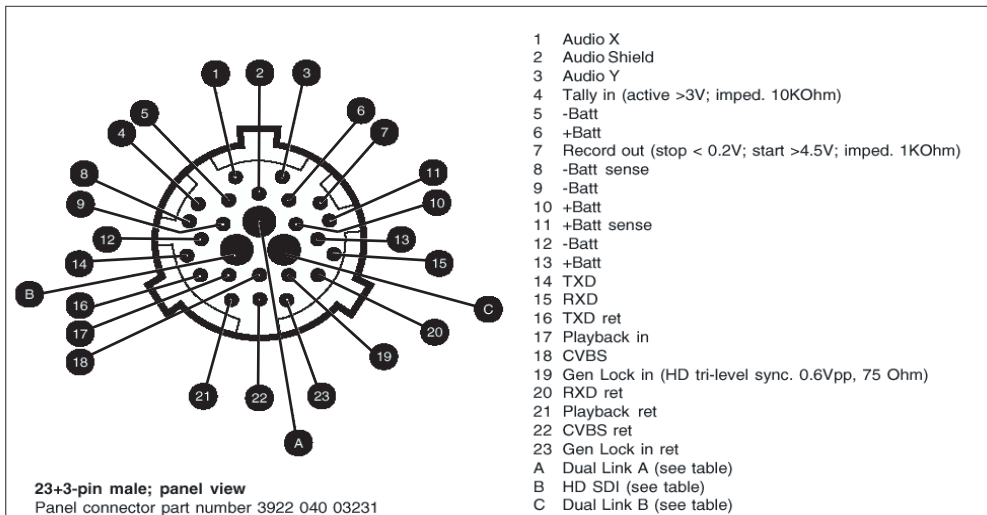 1 2 3
6
5
4 7
8 11
9 10
12 13
14 15
B C
16
17 20
18 19
21 22 23
A
23+3-pin male; panel view
Panel connector part number 3922 040 03231
1 Audio X
2 Audio Shield
3 Audio Y
4 Tally in (active >3V; imped. 10KOhm)
5 -Batt
6 +Batt
7 Record out (stop < 0.2V; start >4.5V; imped. 1KOhm)
8 -Batt sense
9 -Batt
10 +Batt
11 +Batt sense
12 -Batt
13 +Batt
14 TXD
15 RXD
16 TXD ret
17 Playback in
18 CVBS
19 Gen Lock in (HD tri-level sync. 0.6Vpp, 75 Ohm)
20 RXD ret
21 Playback ret
22 CVBS ret
23 Gen Lock in ret
A Dual Link A (see table)
B HD SDI (see table)
C Dual Link B (see table)